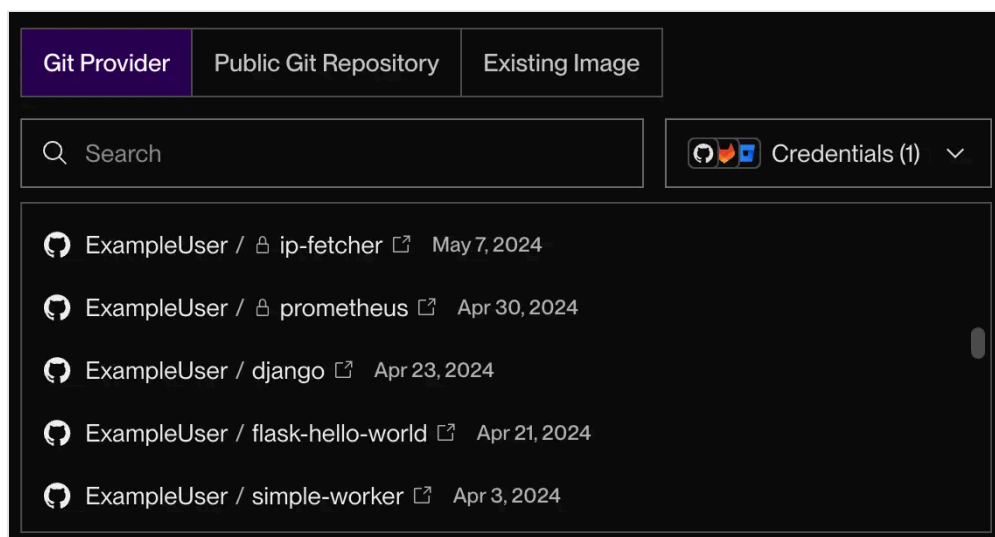 Git Provider Public Git Repository Existing Image
Search Credentials (1)
ExampleUser / ip-fetcher May 7, 2024
ExampleUser / prometheus Apr 30, 2024
ExampleUser / django Apr 23, 2024
ExampleUser / flask-hello-world Apr 21, 2024
ExampleUser / simple-worker Apr 3, 2024